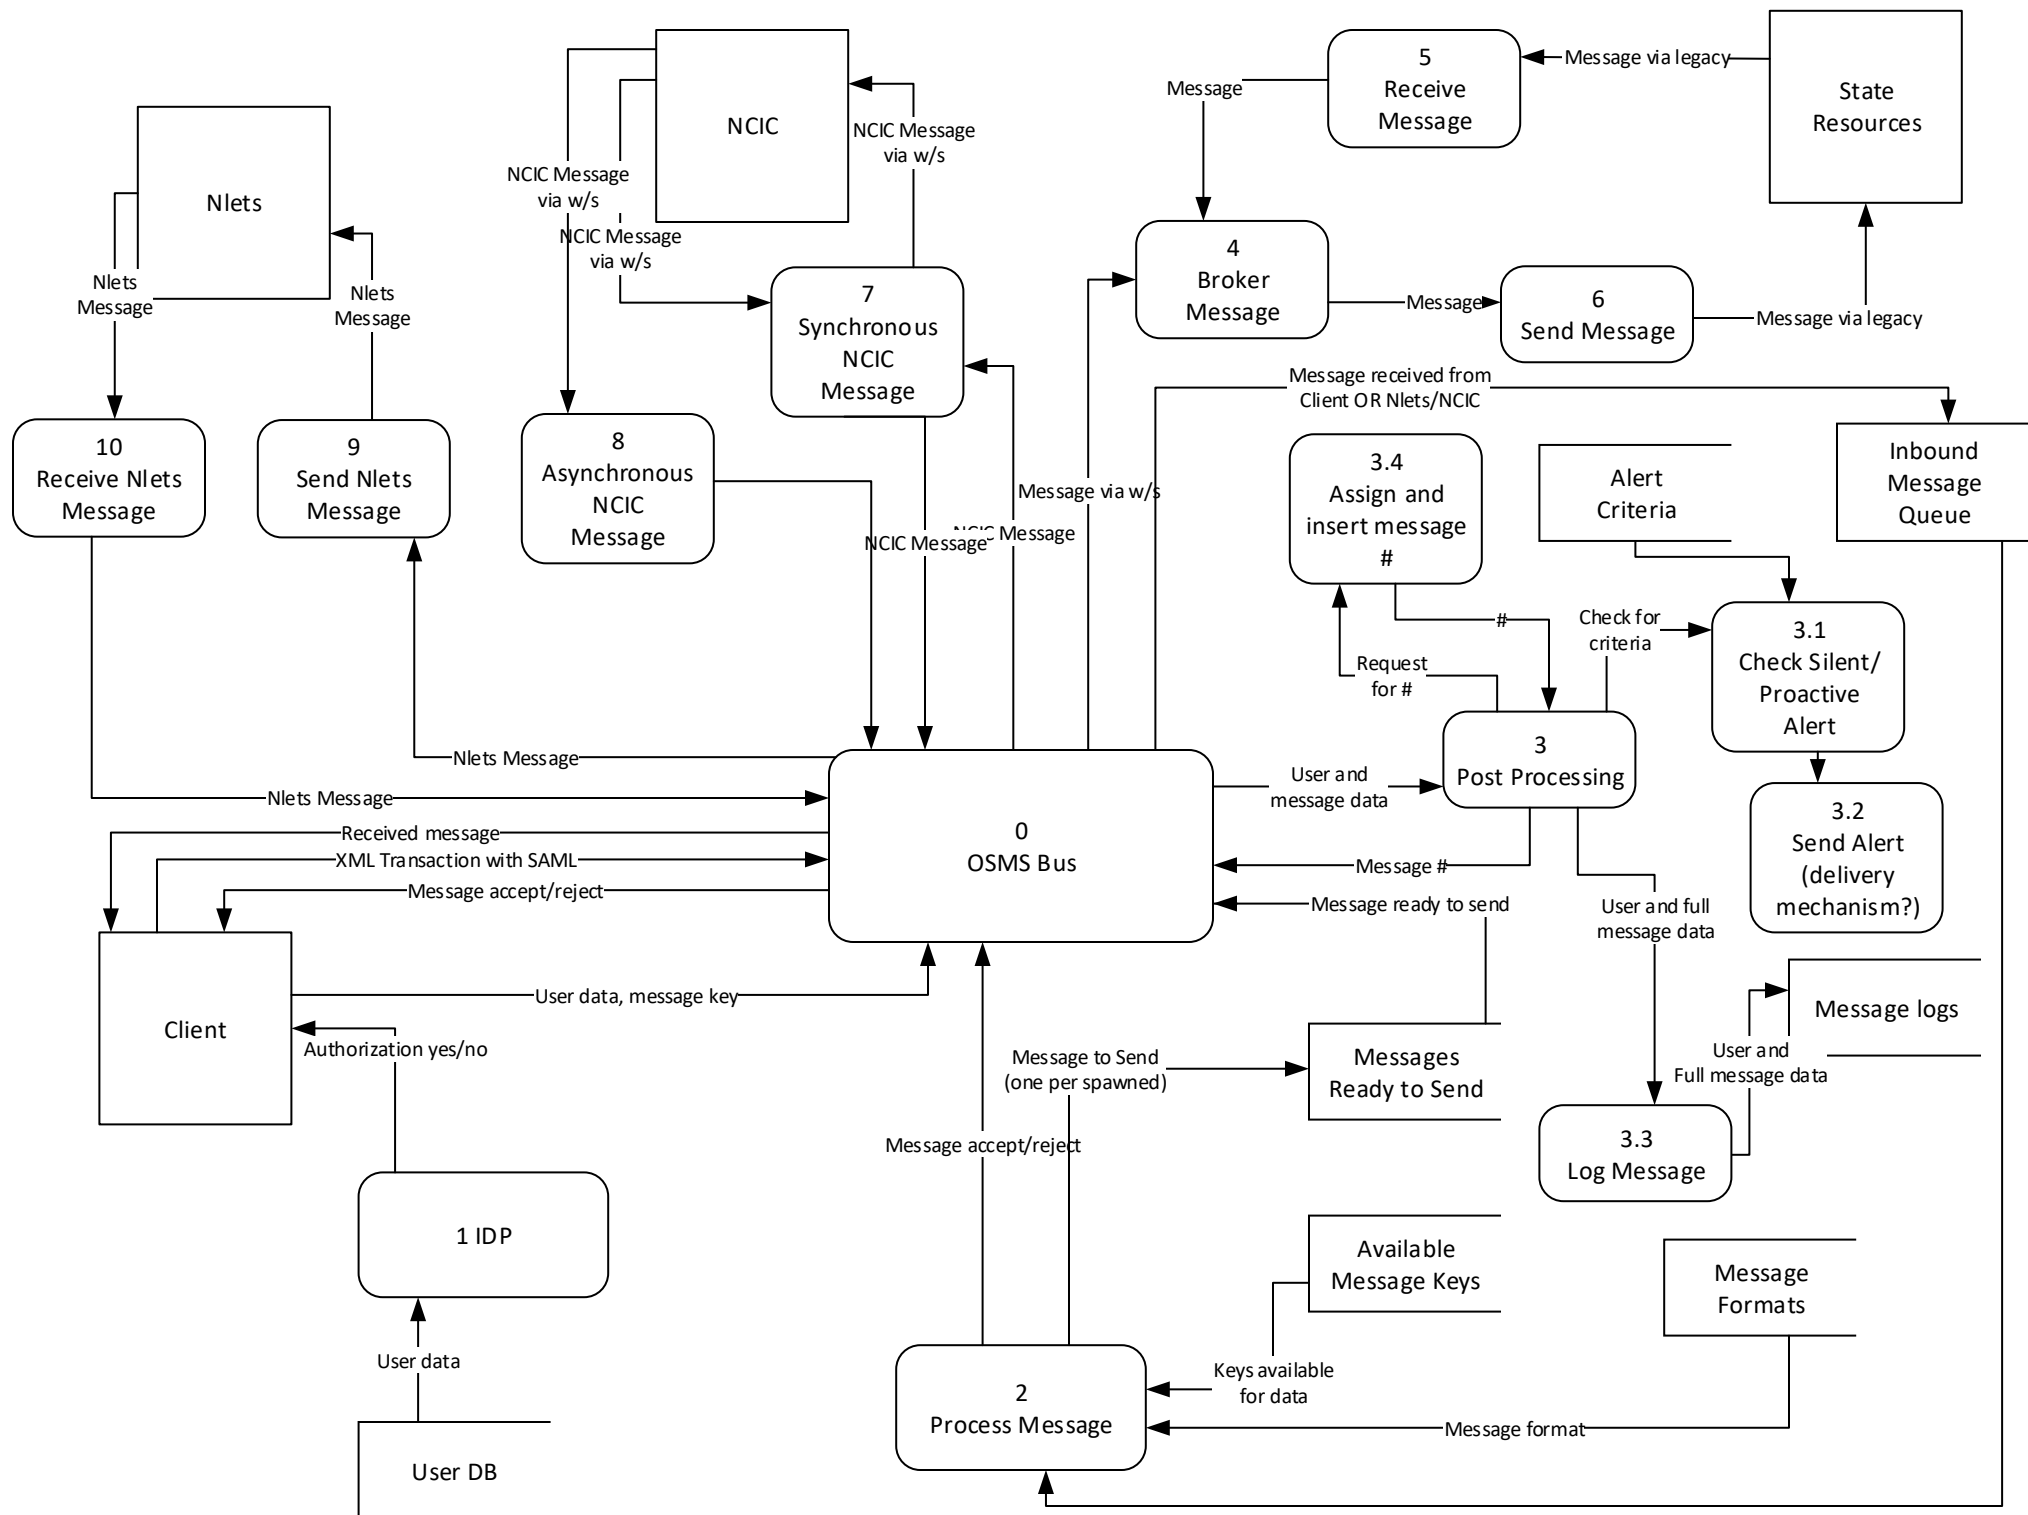 5
Receive
Message
Message via legacy
State
Resources
Message
NCIC
NCIC Message
via w/s
NCIC Message
via w/s
NCIC Message
via w/s
Nlets
Nlets
Message
Nlets
Message
4
Broker
Message
Message
6
Send Message
Message via legacy
7
Synchronous
NCIC
Message
Message received from
Client OR Nlets/NCIC
10
Receive Nlets
Message
9
Send Nlets
Message
8
Asynchronous
NCIC
Message
3.4
Assign and
insert message
#
Alert
Criteria
Inbound
Message
Queue
Message via w/s
NCIC Message
NCIC Message
#
Check for
criteria
3.1
Check Silent/
Proactive
Alert
Request
for #
3
Post Processing
Nlets Message
Nlets Message
User and
message data
3.2
Send Alert
(delivery
mechanism?)
Received message
XML Transaction with SAML
Message accept/reject
0
OSMS Bus
Message #
Message ready to send
User and full
message data
User data, message key
Client
Authorization yes/no
Message logs
Message to Send
(one per spawned)
Messages
Ready to Send
User and
Full message data
Message accept/reject
3.3
Log Message
1 IDP
Available
Message Keys
Message
Formats
User data
Keys available
for data
2
Process Message
Message format
User DB